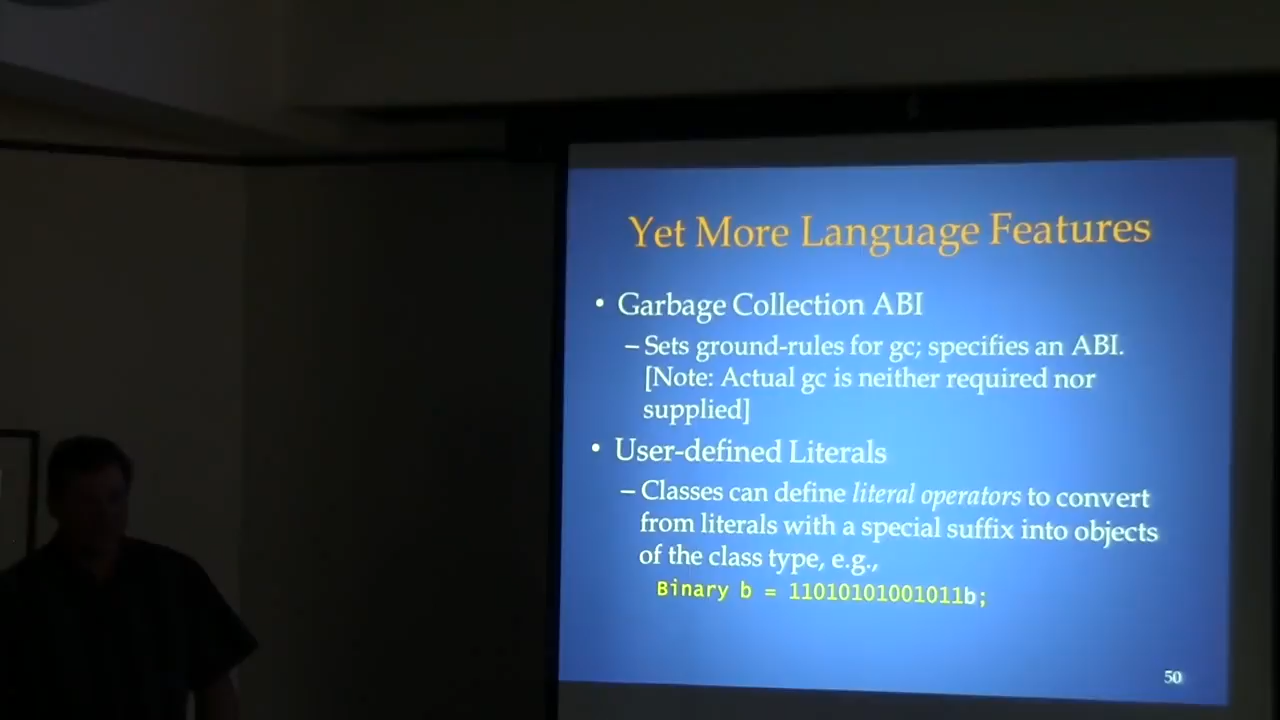 Yet More Language Features
• Garbage Collection ABI
– Sets ground-rules for gc; specifies an ABI.
[Note: Actual gc is neither required nor
supplied]
• User-defined Literals
– Classes can define literal operators to convert
from literals with a special suffix into objects
of the class type, e.g.,
Binary b = 11010101001011b;
50